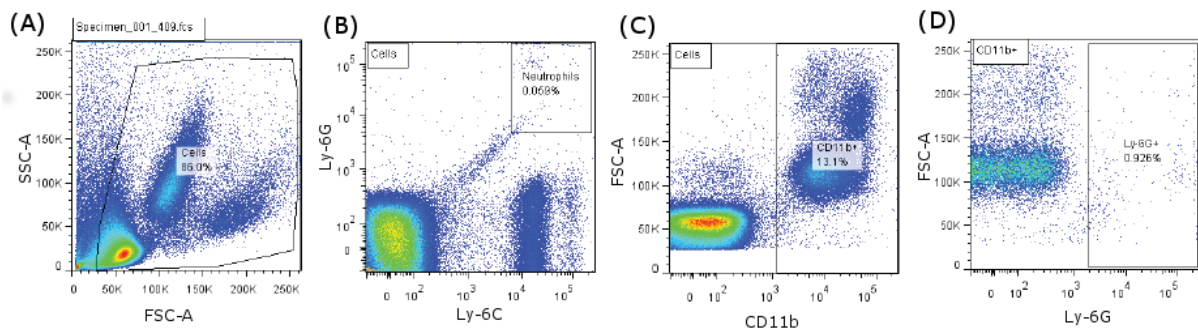 (A)
Specimen_001_409.fcs
250K
200K
150K
100K
50K
0
SSC-A
Cells
86.0%
0 50K 100K 150K 200K 250K
FSC-A
(B)
Cells
Neutrophils
0.059%
10^5
10^4
10^3
10^2
0
Ly-6G
0 10^2 10^3 10^4 10^5
Ly-6C
(C)
Cells
250K
200K
150K
100K
50K
0
FSC-A
CD11b+
13.1%
0 10^2 10^3 10^4 10^5
CD11b
(D)
CD11b+
250K
200K
150K
100K
50K
0
FSC-A
Ly-6G+
0.926%
0 10^2 10^3 10^4 10^5
Ly-6G